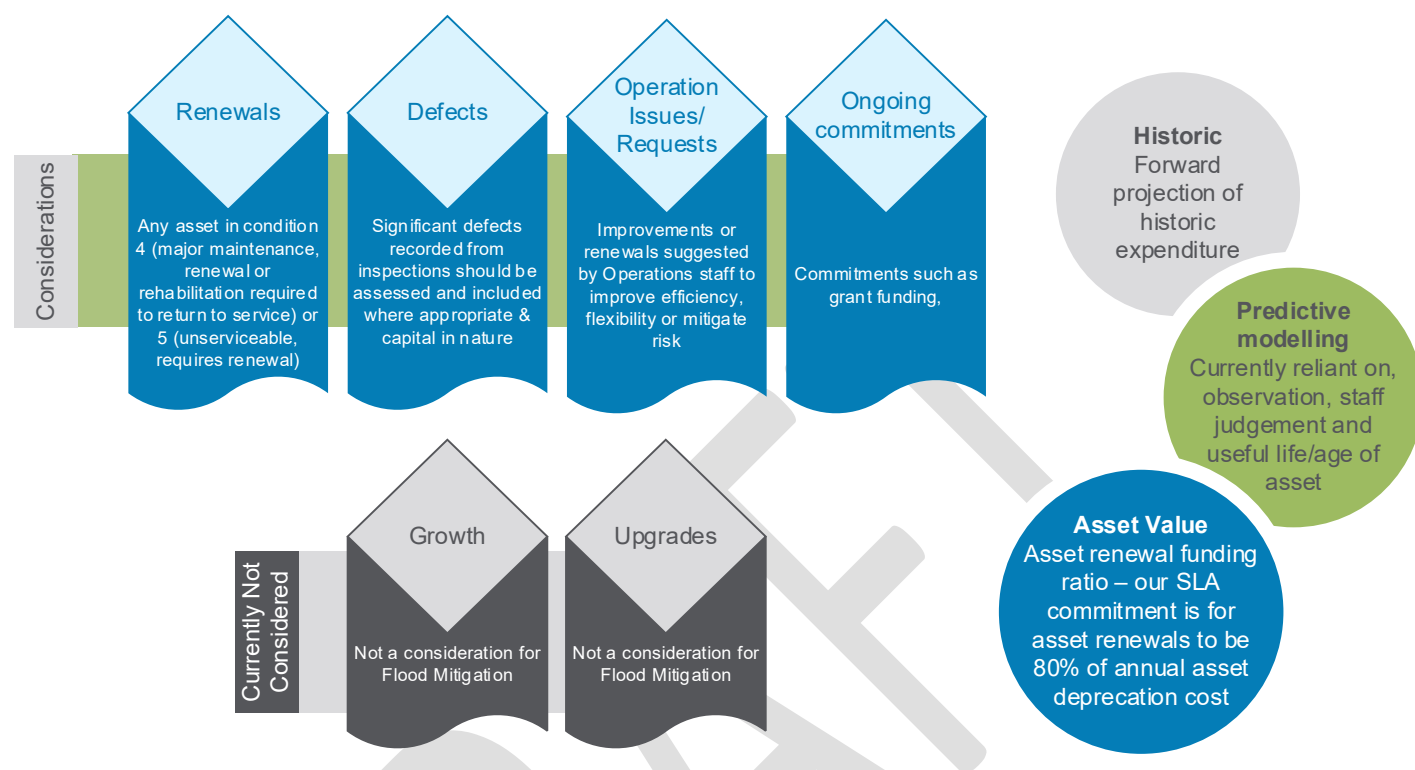 Considerations
Renewals
Any asset in condition
4 (major maintenance,
renewal or
rehabilitation required
to return to service) or
5 (unserviceable,
requires renewal)
Defects
Significant defects
recorded from
inspections should be
assessed and included
where appropriate &
capital in nature
Operation
Issues/
Requests
Improvements or
renewals suggested
by Operations staff to
improve efficiency,
flexibility or mitigate
risk
Ongoing
commitments
Commitments such as
grant funding,
Historic
Forward
projection of
historic
expenditure
Predictive
modelling
Currently reliant on,
observation, staff
judgement and
useful life/age of
asset
Asset Value
Asset renewal funding
ratio – our SLA
commitment is for
asset renewals to be
80% of annual asset
deprecation cost
Currently Not
Considered
Growth
Not a consideration for
Flood Mitigation
Upgrades
Not a consideration for
Flood Mitigation